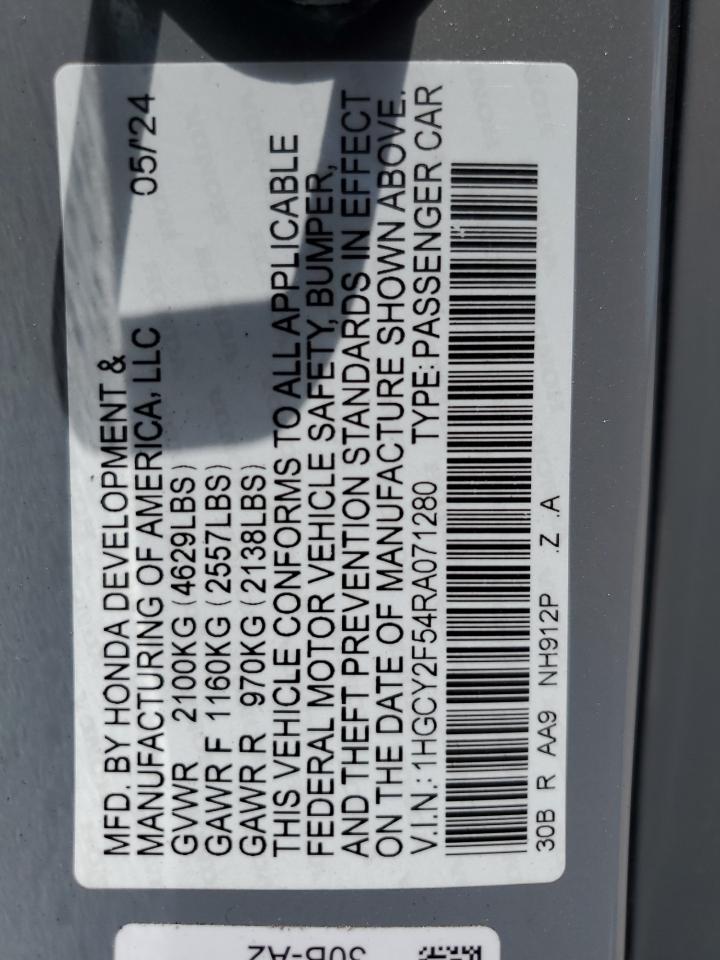 MFD. BY HONDA DEVELOPMENT &
MANUFACTURING OF AMERICA, LLC 05/'24
GVWR 2100KG (4629LBS)
GAWR F 1160KG (2557LBS)
GAWR R 970KG (2138LBS)
THIS VEHICLE CONFORMS TO ALL APPLICABLE
FEDERAL MOTOR VEHICLE SAFETY, BUMPER,
AND THEFT PREVENTION STANDARDS IN EFFECT
ON THE DATE OF MANUFACTURE SHOWN ABOVE.
V.I.N.: 1HGCY2F54RA071280 TYPE: PASSENGER CAR
30B R AA9 NH912P .Z .A
30B-A2